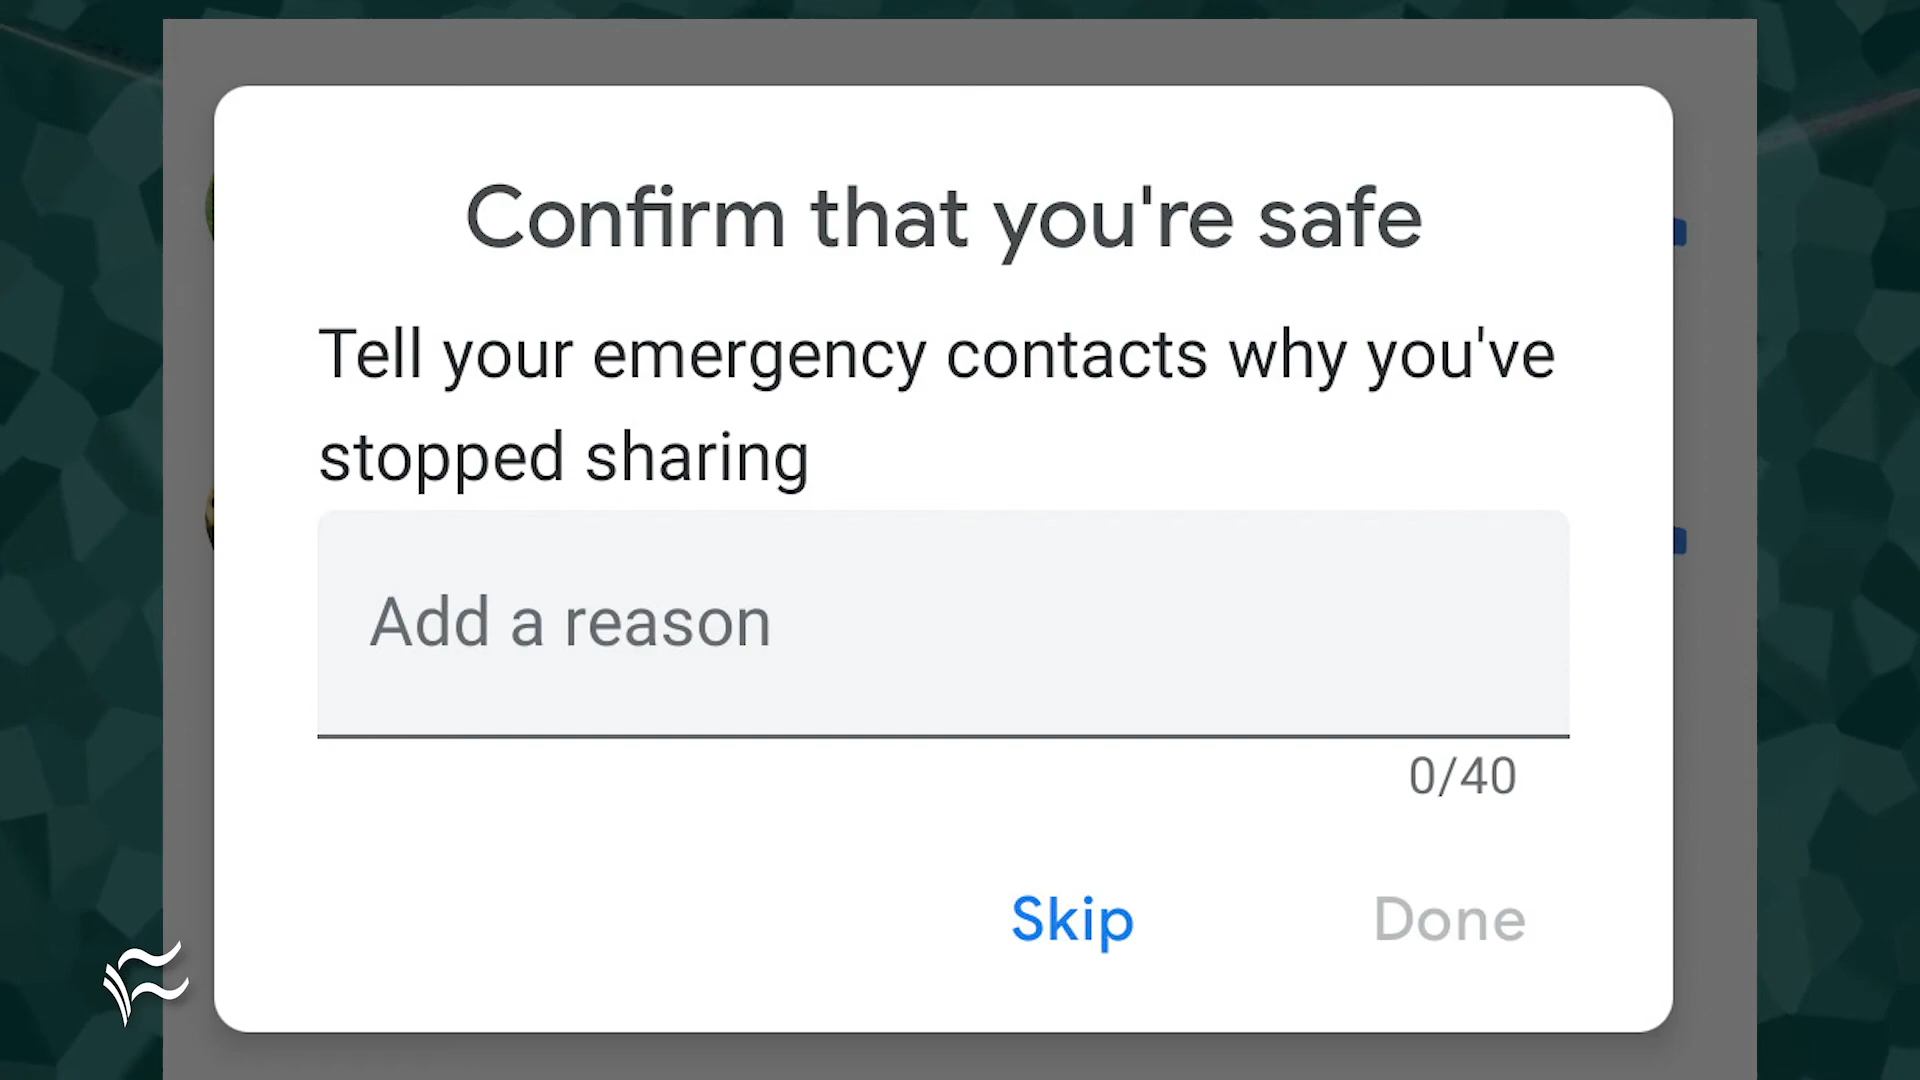 Confirm that you're safe
Tell your emergency contacts why you've
stopped sharing
Add a reason
0/40
Skip Done